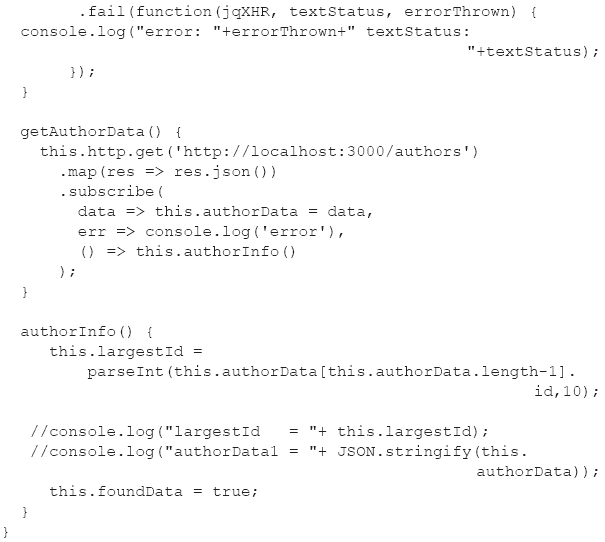 .fail(function(jqXHR, textStatus, errorThrown) {
console.log("error: "+errorThrown+" textStatus:
"+textStatus);
});
}
getAuthorData() {
this.http.get('http://localhost:3000/authors')
.map(res => res.json())
.subscribe(
data => this.authorData = data,
err => console.log('error'),
() => this.authorInfo()
);
}
authorInfo() {
this.largestId =
parseInt(this.authorData[this.authorData.length-1].
id,10);
//console.log("largestId   = "+ this.largestId);
//console.log("authorData1 = "+ JSON.stringify(this.
authorData));
this.foundData = true;
}
}